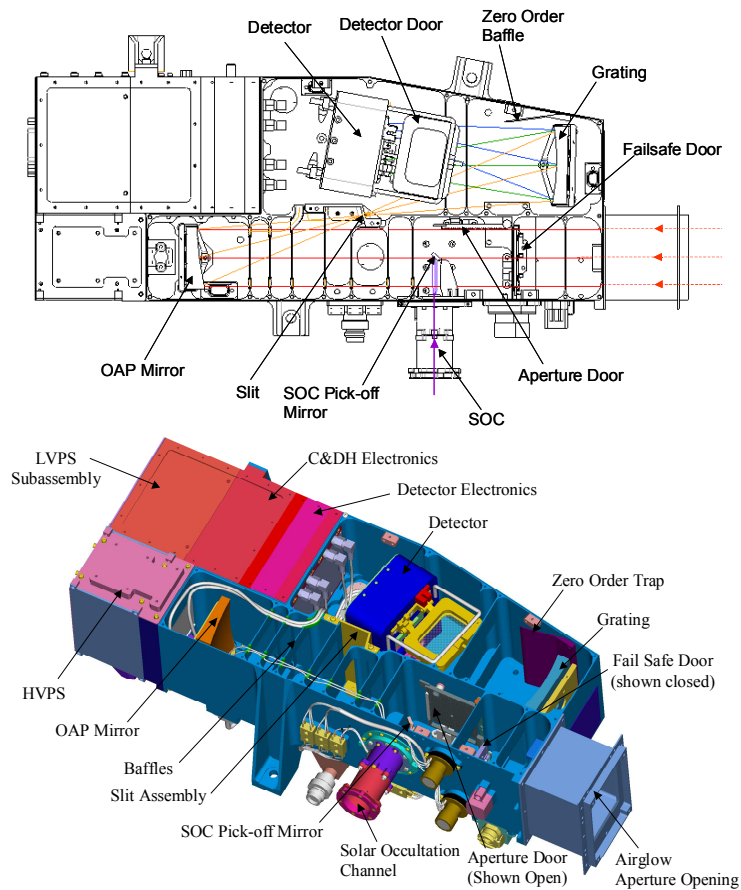 Detector
Detector Door
Zero Order
Baffle
Grating
Failsafe Door
OAP Mirror
Slit
SOC Pick-off
Mirror
SOC
Aperture Door
LVPS
Subassembly
C&DH Electronics
Detector Electronics
Detector
Zero Order Trap
Grating
Fail Safe Door
(shown closed)
HVPS
OAP Mirror
Baffles
Slit Assembly
SOC Pick-off Mirror
Solar Occultation
Channel
Aperture Door
(Shown Open)
Airglow
Aperture Opening